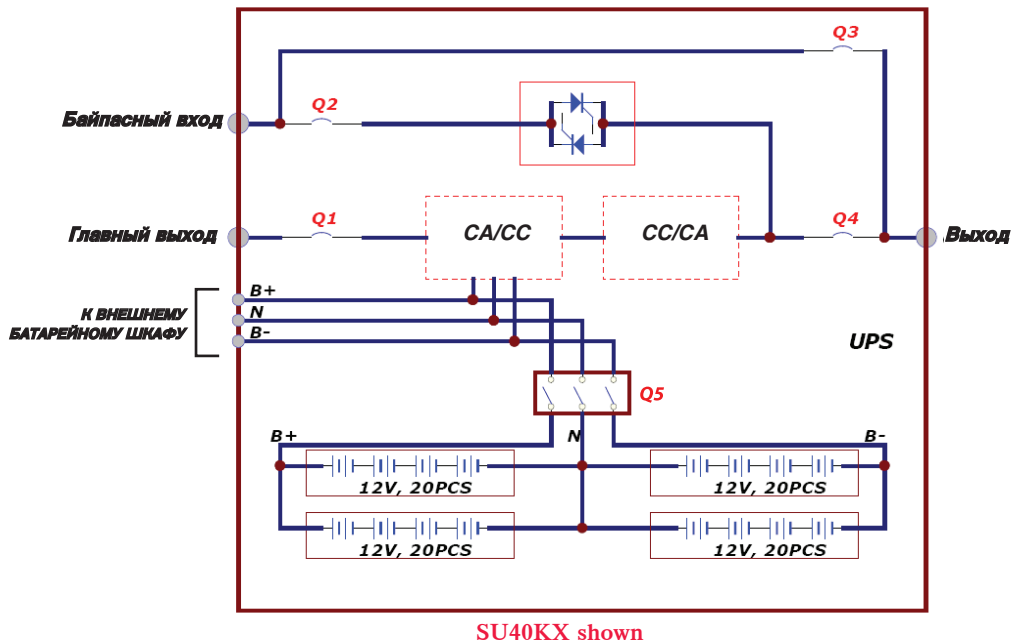 Q3
Байпасный вход
Q2
Главный выход
Q1
CA/CC
CC/CA
Q4
Выход
К ВНЕШНЕМУ
БАТАРЕЙНОМУ ШКАФУ
B+
N
B-
UPS
Q5
B+
N
B-
12V, 20PCS
12V, 20PCS
12V, 20PCS
12V, 20PCS
SU40KX shown